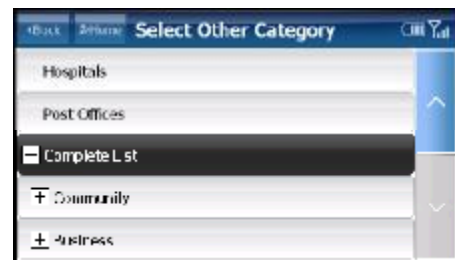 Back Home Select Other Category
Hospitals
Post Offices
Complete List
Community
Business